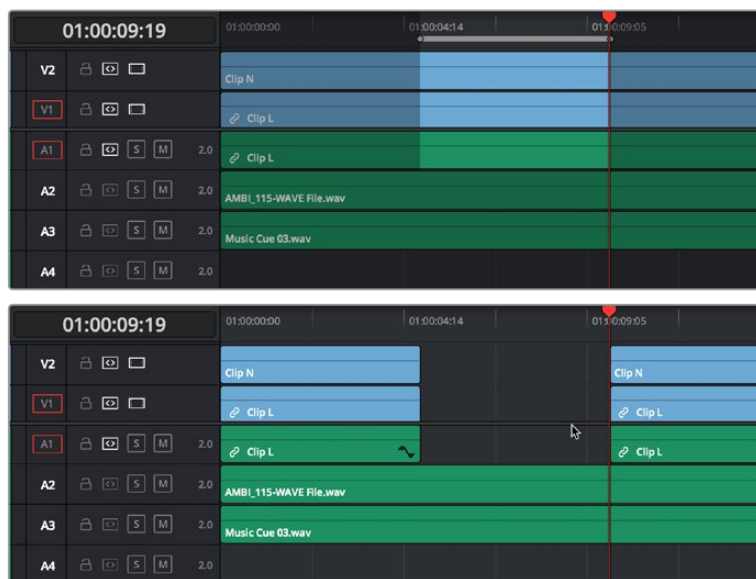 01:00:09:19 01:00:00:00 01:00:04:14 01:00:09:05
V2 Clip N
V1 Clip L
A1 S M 2.0 Clip L
A2 S M 2.0 AMBI_115-WAVE File.wav
A3 S M 2.0 Music Cue 03.wav
A4 S M 2.0
01:00:09:19 01:00:00:00 01:00:04:14 01:00:09:05
V2 Clip N Clip N
V1 Clip L Clip L
A1 S M 2.0 Clip L Clip L
A2 S M 2.0 AMBI_115-WAVE File.wav
A3 S M 2.0 Music Cue 03.wav
A4 S M 2.0